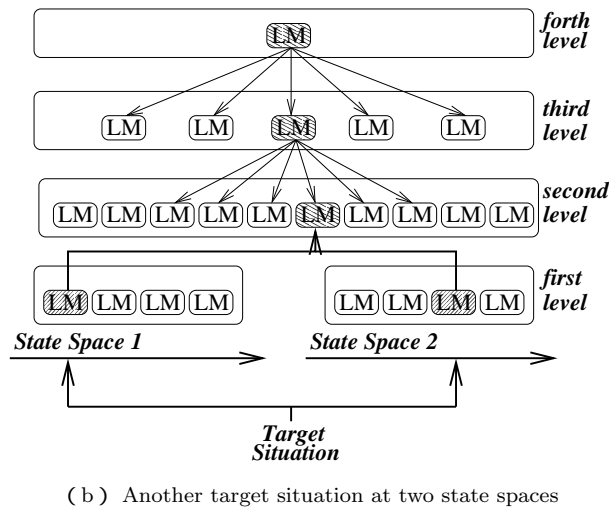 LM
forth
level
LM LM LM LM LM
third
level
LM LM LM LM LM LM LM LM LM LM
second
level
LM LM LM LM
LM LM LM LM
first
level
State Space 1
State Space 2
Target
Situation
(b) Another target situation at two state spaces